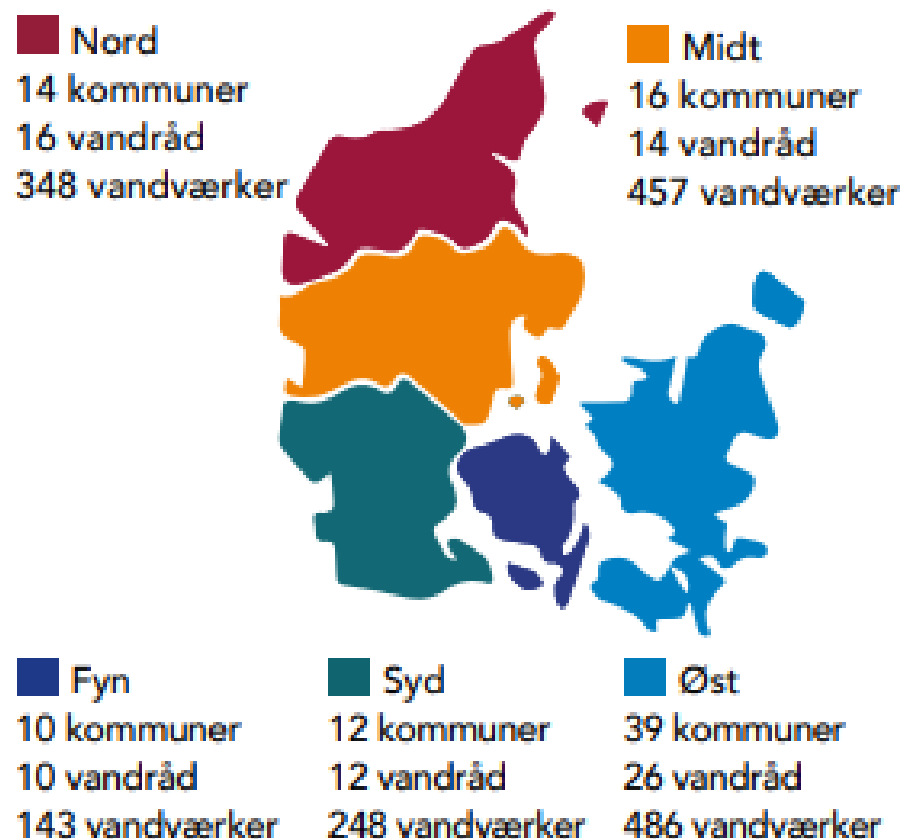 Nord
14 kommuner
16 vandråd
348 vandværker
Midt
16 kommuner
14 vandråd
457 vandværker
Fyn
10 kommuner
10 vandråd
143 vandværker
Syd
12 kommuner
12 vandråd
248 vandværker
Øst
39 kommuner
26 vandråd
486 vandværker